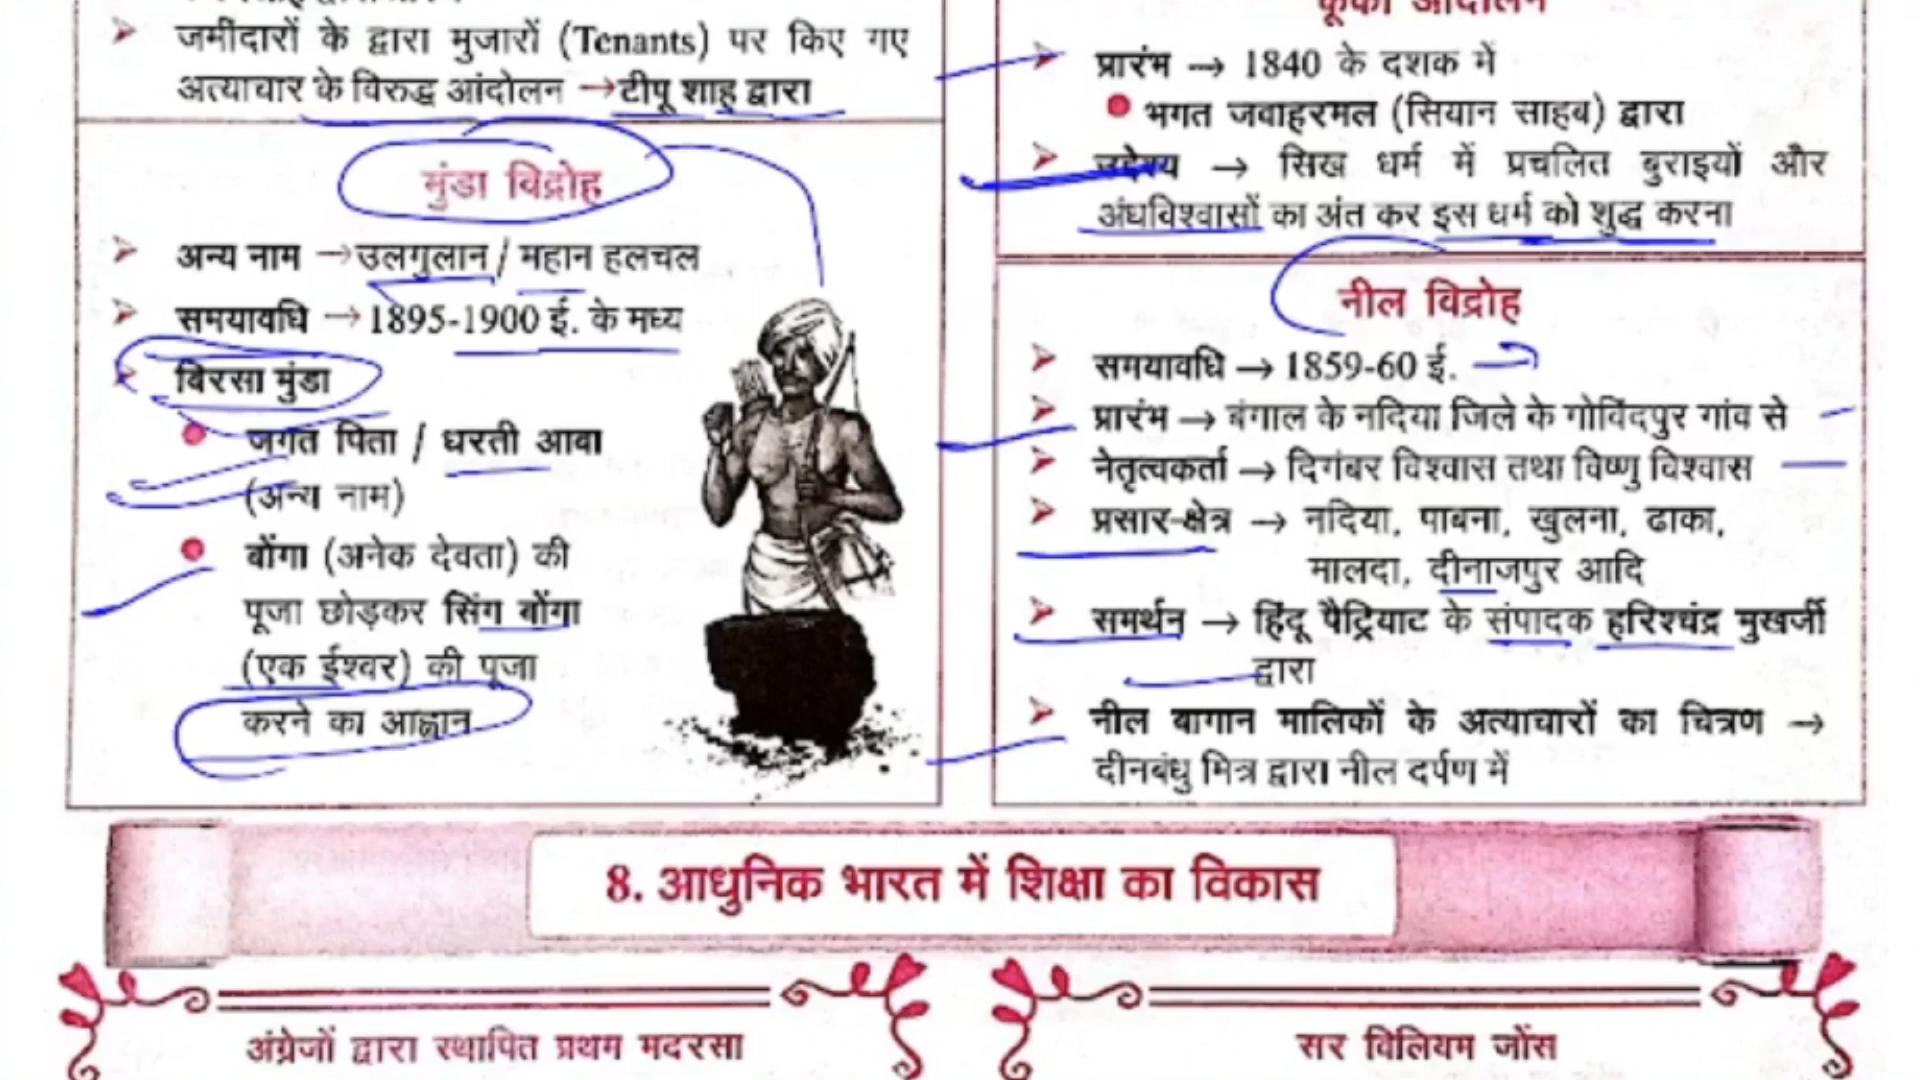 जमींदारों के द्वारा मुजारों (Tenants) पर किए गए
अत्याचार के विरुद्ध आंदोलन →टीपू शाह द्वारा
मुंडा विद्रोह
अन्य नाम →उलगुलान / महान हलचल
समयावधि →1895-1900 ई. के मध्य
बिरसा मुंडा
जगत पिता / धरती आबा
(अन्य नाम)
बोंगा (अनेक देवता) की
पूजा छोड़कर सिंग बोंगा
(एक ईश्वर) की पूजा
करने का आह्वान
कूका आंदोलन
प्रारंभ → 1840 के दशक में
भगत जवाहरमल (सियान साहब) द्वारा
उद्देश्य → सिख धर्म में प्रचलित बुराइयों और
अंधविश्वासों का अंत कर इस धर्म को शुद्ध करना
नील विद्रोह
समयावधि → 1859-60 ई.
प्रारंभ → बंगाल के नदिया जिले के गोविंदपुर गांव से
नेतृत्वकर्ता → दिगंबर विश्वास तथा विष्णु विश्वास
प्रसार-क्षेत्र → नदिया, पाबना, खुलना, ढाका,
मालदा, दीनाजपुर आदि
समर्थन → हिंदू पैट्रियाट के संपादक हरिश्चंद्र मुखर्जी
द्वारा
नील बागान मालिकों के अत्याचारों का चित्रण →
दीनबंधु मित्र द्वारा नील दर्पण में
8. आधुनिक भारत में शिक्षा का विकास
अंग्रेजों द्वारा स्थापित प्रथम मदरसा
सर विलियम जोंस